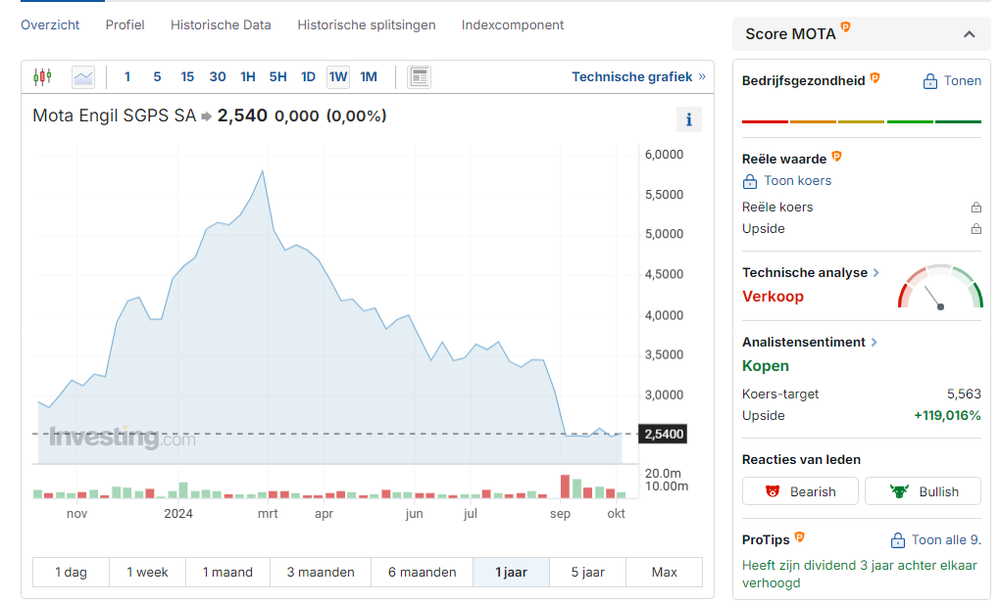 Overzicht Profiel Historische Data Historische splitsingen Indexcomponent
1 5 15 30 1H 5H 1D 1W 1M Technische grafiek »
Mota Engil SGPS SA 2,540 0,000 (0,00%)
i
6,0000
5,5000
5,0000
4,5000
4,0000
3,5000
3,0000
2,5400
Investing.com
20.0m
10.00m
nov 2024 mrt apr jun jul sep okt
1 dag 1 week 1 maand 3 maanden 6 maanden 1 jaar 5 jaar Max
Score MOTA
Bedrijfsgezondheid Tonen
Reële waarde
Toon koers
Reële koers
Upside
Technische analyse
Verkoop
Analistensentiment
Kopen
Koers-target 5,563
Upside +119,016%
Reacties van leden
Bearish Bullish
ProTips Toon alle 9.
Heeft zijn dividend 3 jaar achter elkaar
verhoogd